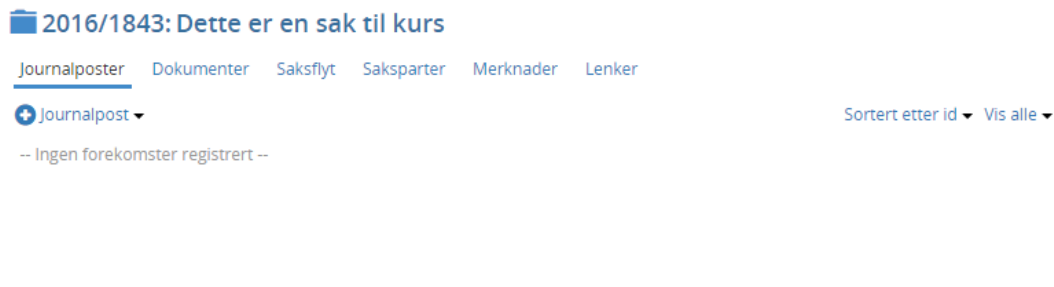 2016/1843: Dette er en sak til kurs
Journalposter Dokumenter Saksflyt Saksparter Merknader Lenker
Journalpost Sortert etter id Vis alle
-- Ingen forekomster registrert --